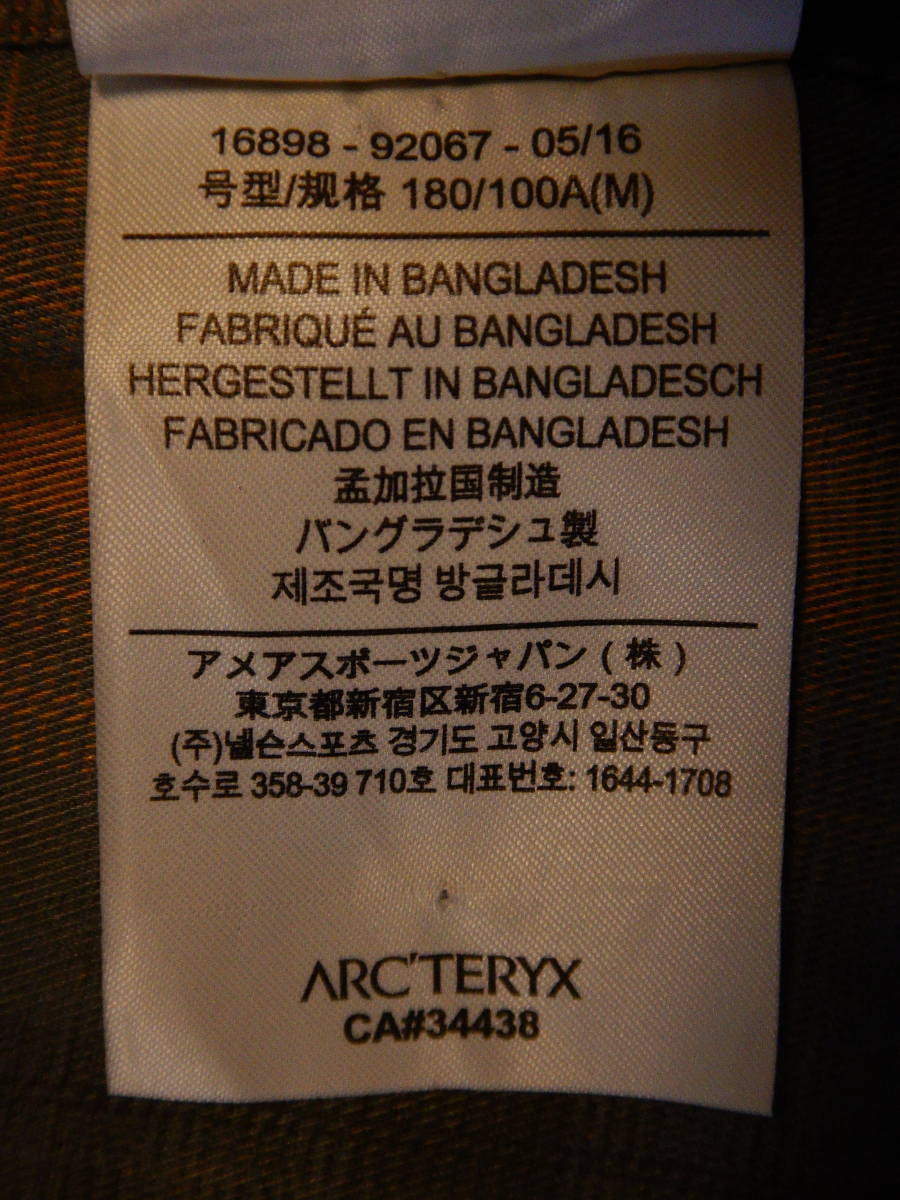 16898 - 92067 - 05/16
号型/规格 180/100A(M)
MADE IN BANGLADESH
FABRIQUÉ AU BANGLADESH
HERGESTELLT IN BANGLADESCH
FABRICADO EN BANGLADESH
孟加拉国制造
バングラデシュ製
제조국명 방글라데시
アメアスポーツジャパン ( 株 )
東京都新宿区新宿6-27-30
(주)넬슨스포츠 경기도 고양시 일산동구
호수로 358-39 710호 대표번호: 1644-1708
ARC'TERYX
CA#34438